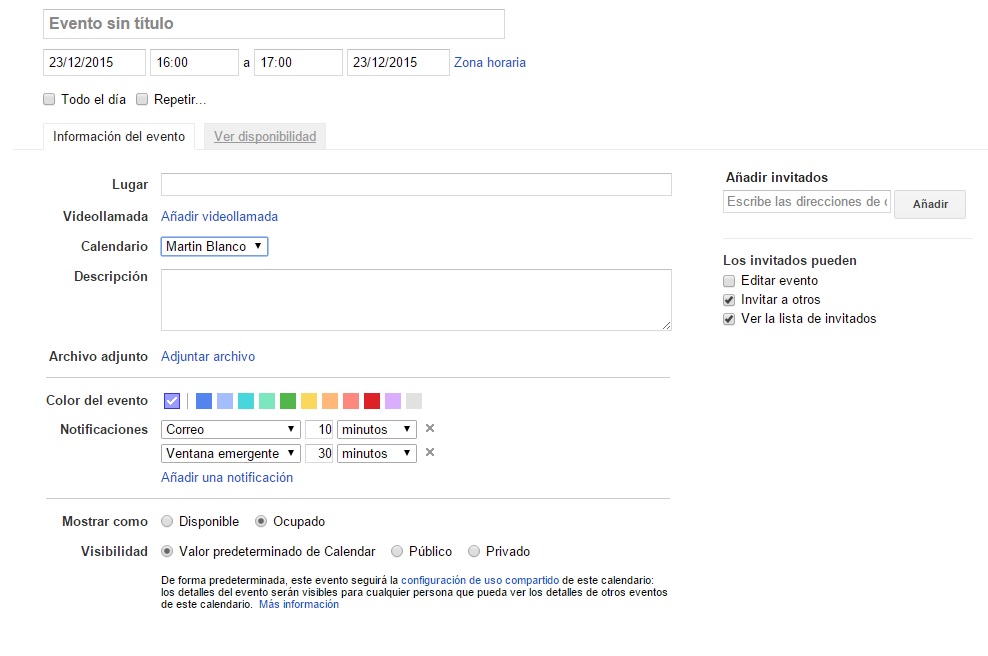 Evento sin título
23/12/2015 16:00 a 17:00 23/12/2015 Zona horaria
Todo el día Repetir...
Información del evento Ver disponibilidad
Lugar
Videollamada Añadir videollamada
Calendario Martin Blanco
Descripción
Archivo adjunto Adjuntar archivo
Color del evento
Notificaciones Correo 10 minutos
Ventana emergente 30 minutos
Añadir una notificación
Mostrar como Disponible Ocupado
Visibilidad Valor predeterminado de Calendar Público Privado
De forma predeterminada, este evento seguirá la configuración de uso compartido de este calendario:
los detalles del evento serán visibles para cualquier persona que pueda ver los detalles de otros eventos
de este calendario. Más información
Añadir invitados
Escribe las direcciones de Añadir
Los invitados pueden
Editar evento
Invitar a otros
Ver la lista de invitados